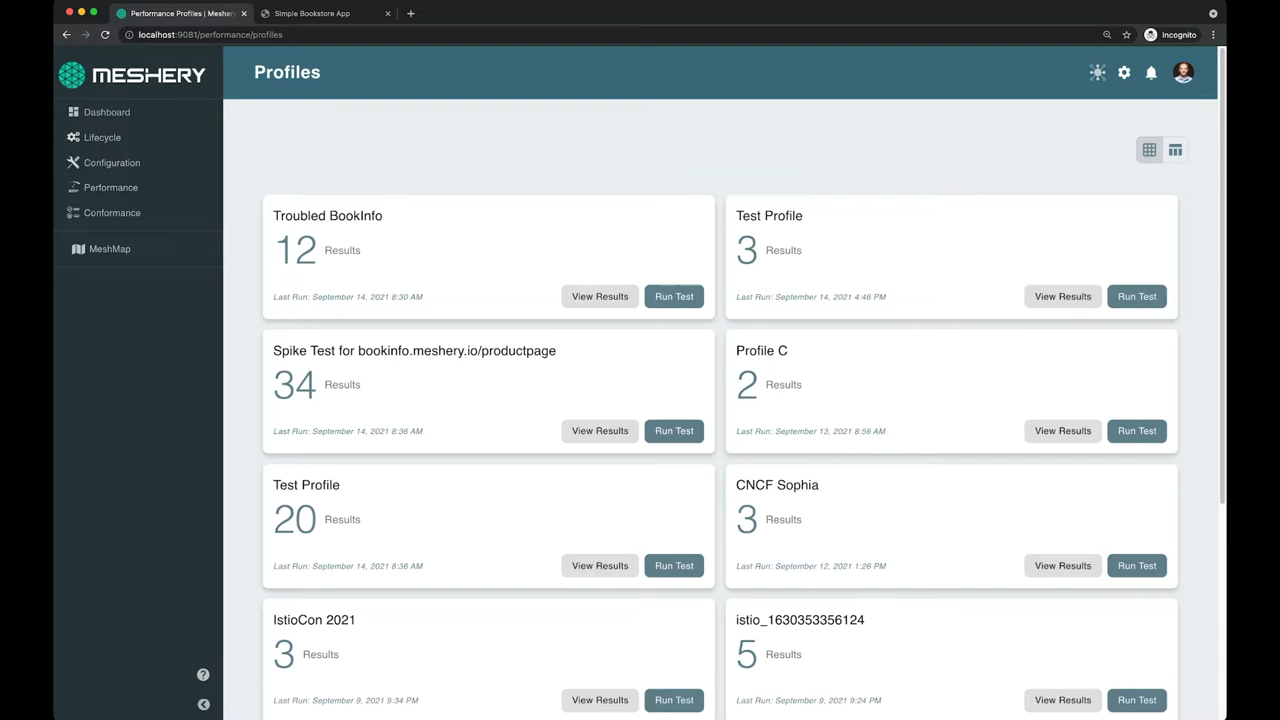 Performance Profiles | Mesher
Simple Bookstore App
localhost:9081/performance/profiles
Incognito
MESHERY
Profiles
Dashboard
Lifecycle
Configuration
Performance
Conformance
MeshMap
Troubled BookInfo
12 Results
Last Run: September 14, 2021 8:30 AM
View Results
Run Test
Test Profile
3 Results
Last Run: September 14, 2021 4:46 PM
View Results
Run Test
Spike Test for bookinfo.meshery.io/productpage
34 Results
Last Run: September 14, 2021 8:36 AM
View Results
Run Test
Profile C
2 Results
Last Run: September 13, 2021 8:56 AM
View Results
Run Test
Test Profile
20 Results
Last Run: September 14, 2021 8:36 AM
View Results
Run Test
CNCF Sophia
3 Results
Last Run: September 12, 2021 1:26 PM
View Results
Run Test
IstioCon 2021
3 Results
Last Run: September 9, 2021 9:34 PM
View Results
Run Test
istio_1630353356124
5 Results
Last Run: September 9, 2021 9:24 PM
View Results
Run Test